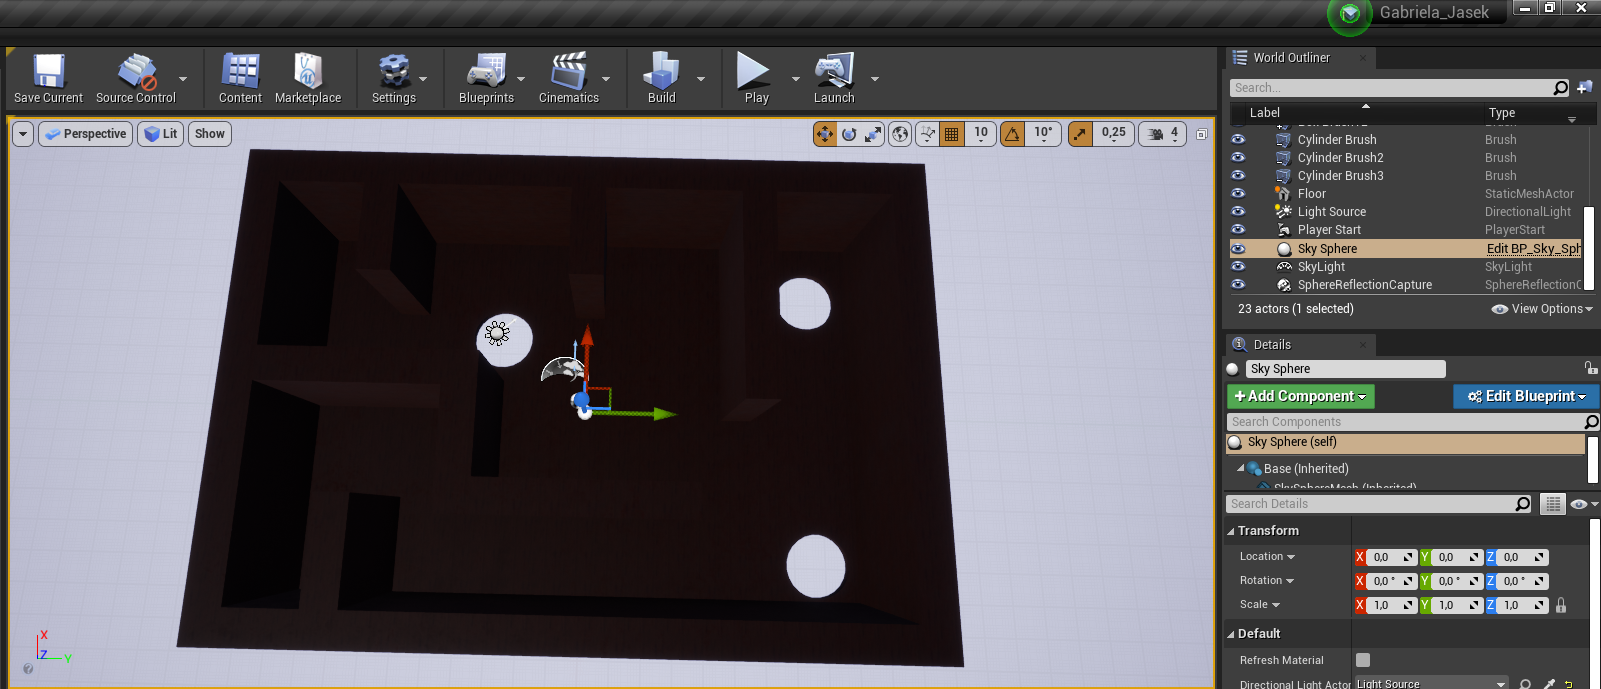 Gabriela_Jasek
Save Current
Source Control
Content
Marketplace
Settings
Blueprints
Cinematics
Build
Play
Launch
Perspective
Lit
Show
10
10°
0,25
4
X
Z
Y
World Outliner
Search...
Label
Type
Cylinder Brush Brush
Cylinder Brush2 Brush
Cylinder Brush3 Brush
Floor StaticMeshActor
Light Source DirectionalLight
Player Start PlayerStart
Sky Sphere Edit BP_Sky_Sph
SkyLight SkyLight
SphereReflectionCapture SphereReflectionC
23 actors (1 selected)
View Options
Details
Sky Sphere
+ Add Component
Edit Blueprint
Search Components
Sky Sphere (self)
Base (Inherited)
SkySphereMesh (Inherited)
Search Details
Transform
Location X 0,0 Y 0,0 Z 0,0
Rotation X 0,0 ° Y 0,0 ° Z 0,0 °
Scale X 1,0 Y 1,0 Z 1,0
Default
Refresh Material
Directional Light Actor Light Source